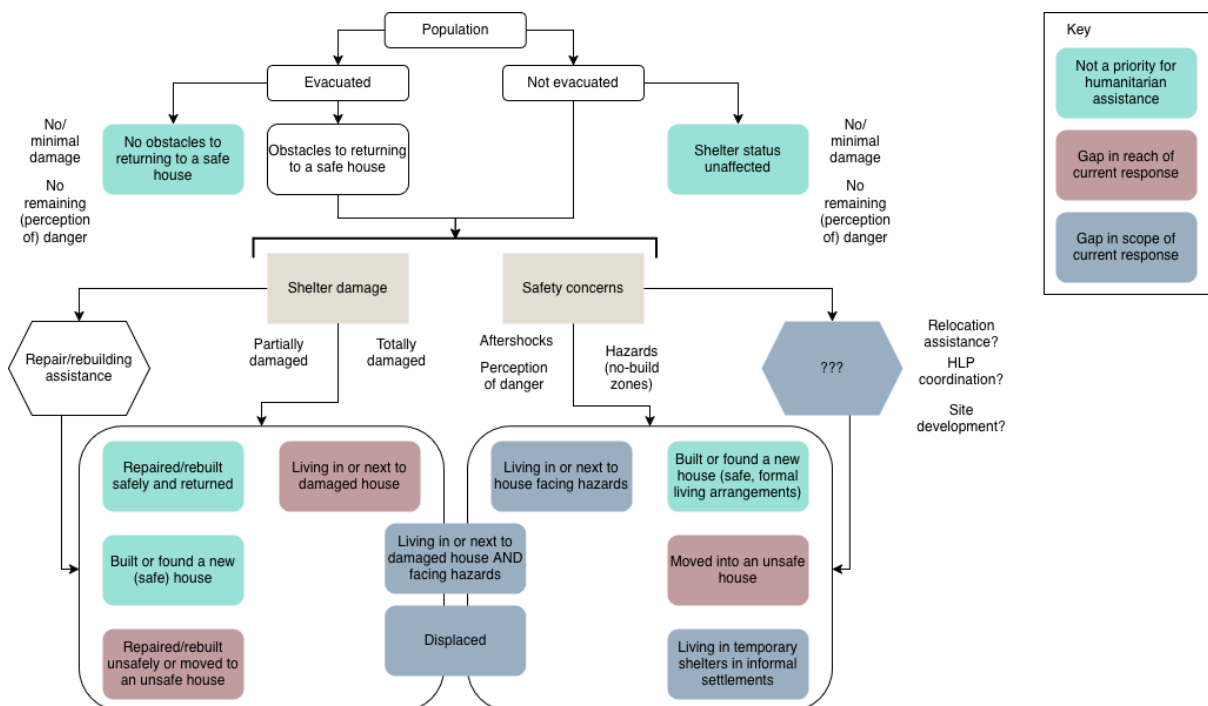 Population
Key
Evacuated
Not evacuated
Not a priority for
humanitarian
assistance
No/
minimal
damage
No
remaining
(perception
of) danger
No obstacles to
returning to a safe
house
Obstacles to returning
to a safe house
Shelter status
unaffected
No/
minimal
damage
No
remaining
(perception
of) danger
Gap in reach of
current response
Gap in scope of
current response
Shelter damage
Safety concerns
Repair/rebuilding
assistance
Partially
damaged
Totally
damaged
Aftershocks
Perception
of danger
Hazards
(no-build
zones)
???
Relocation
assistance?
HLP
coordination?
Site
development?
Repaired/rebuilt
safely and returned
Living in or next to
damaged house
Living in or next to
house facing hazards
Built or found a new
house (safe, formal
living arrangements)
Built or found a new
(safe) house
Living in or next to
damaged house AND
facing hazards
Moved into an unsafe
house
Repaired/rebuilt
unsafely or moved to
an unsafe house
Displaced
Living in temporary
shelters in informal
settlements